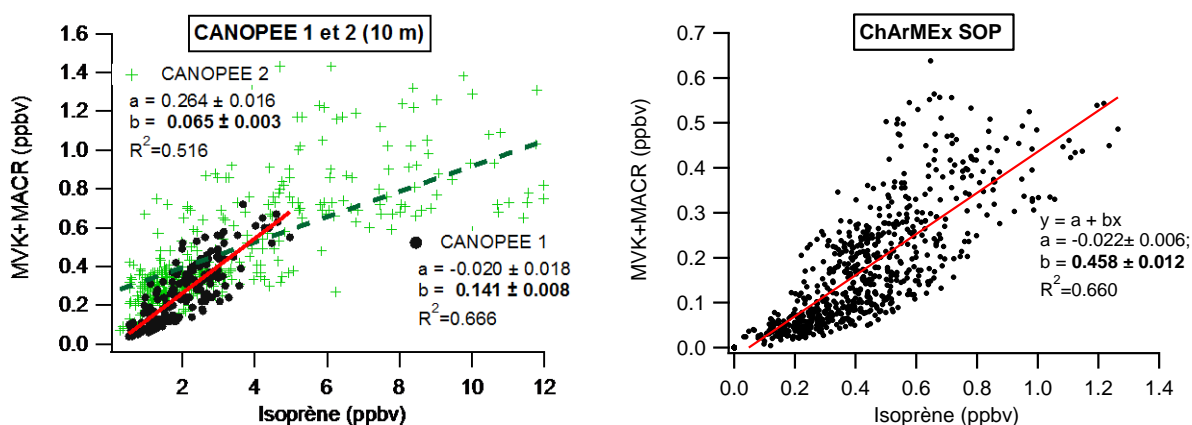 CANOPEE 1 et 2 (10 m)
MVK+MACR (ppbv)
1.6
1.4
1.2
1.0
0.8
0.6
0.4
0.2
0.0
CANOPEE 2
a = 0.264 ± 0.016
b = 0.065 ± 0.003
R²=0.516
CANOPEE 1
a = -0.020 ± 0.018
b = 0.141 ± 0.008
R²=0.666
2 4 6 8 10 12
Isoprène (ppbv)
ChArMEx SOP
MVK+MACR (ppbv)
0.7
0.6
0.5
0.4
0.3
0.2
0.1
0.0
y = a + bx
a = -0.022± 0.006;
b = 0.458 ± 0.012
R²=0.660
0.0 0.2 0.4 0.6 0.8 1.0 1.2 1.4
Isoprène (ppbv)